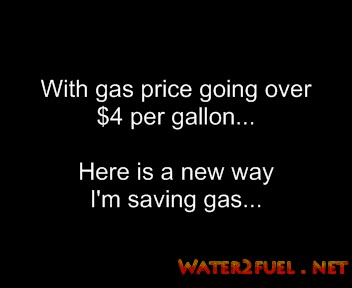 With gas price going over
$4 per gallon...
Here is a new way
I'm saving gas...
WATER2FUEL.NET